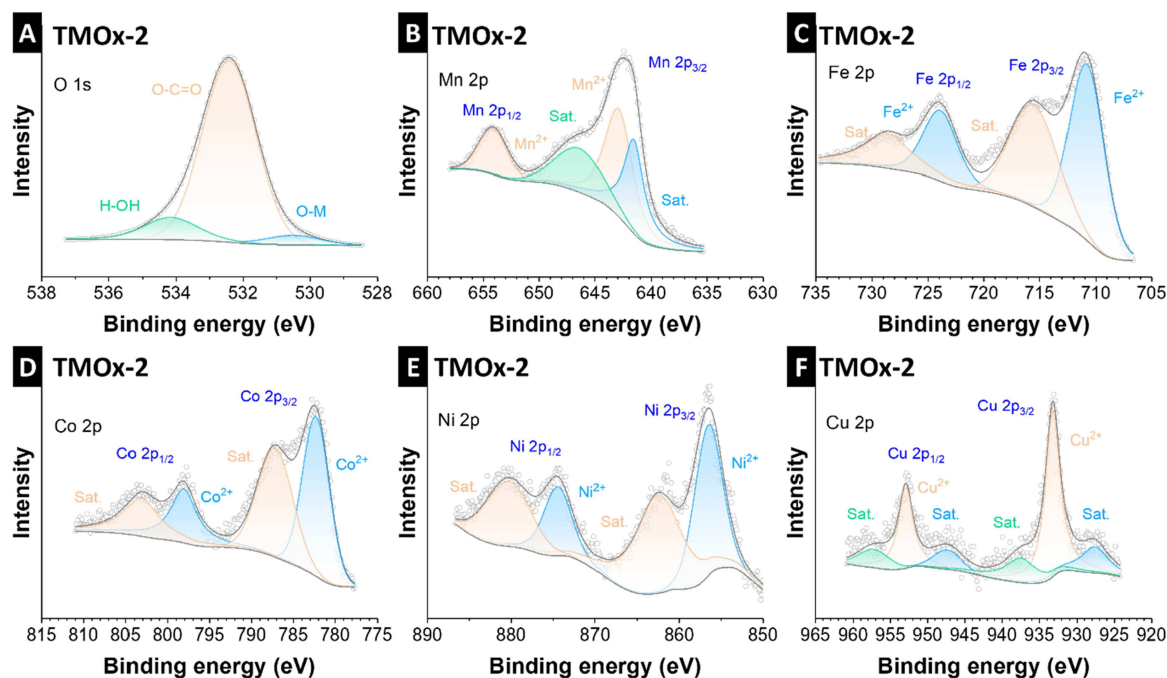 A TMOx-2
O 1s
O-C=O
H-OH
O-M
Intensity
538 536 534 532 530 528
Binding energy (eV)
B TMOx-2
Mn 2p
Mn 2p3/2
Mn2+
Mn 2p1/2
Sat.
Mn2+
Sat.
Intensity
660 655 650 645 640 635 630
Binding energy (eV)
C TMOx-2
Fe 2p
Fe 2p1/2
Fe 2p3/2
Fe2+
Fe2+
Sat.
Sat.
Intensity
735 730 725 720 715 710 705
Binding energy (eV)
D TMOx-2
Co 2p
Co 2p3/2
Co 2p1/2
Sat.
Co2+
Sat.
Co2+
Intensity
815 805 795 785 775
Binding energy (eV)
E TMOx-2
Ni 2p
Ni 2p3/2
Ni 2p1/2
Sat.
Ni2+
Sat.
Ni2+
Intensity
890 880 870 860 850
Binding energy (eV)
F TMOx-2
Cu 2p
Cu 2p3/2
Cu2+
Cu 2p1/2
Cu2+
Sat.
Sat.
Sat.
Sat.
Intensity
965 960 955 950 945 940 935 930 925 920
Binding energy (eV)